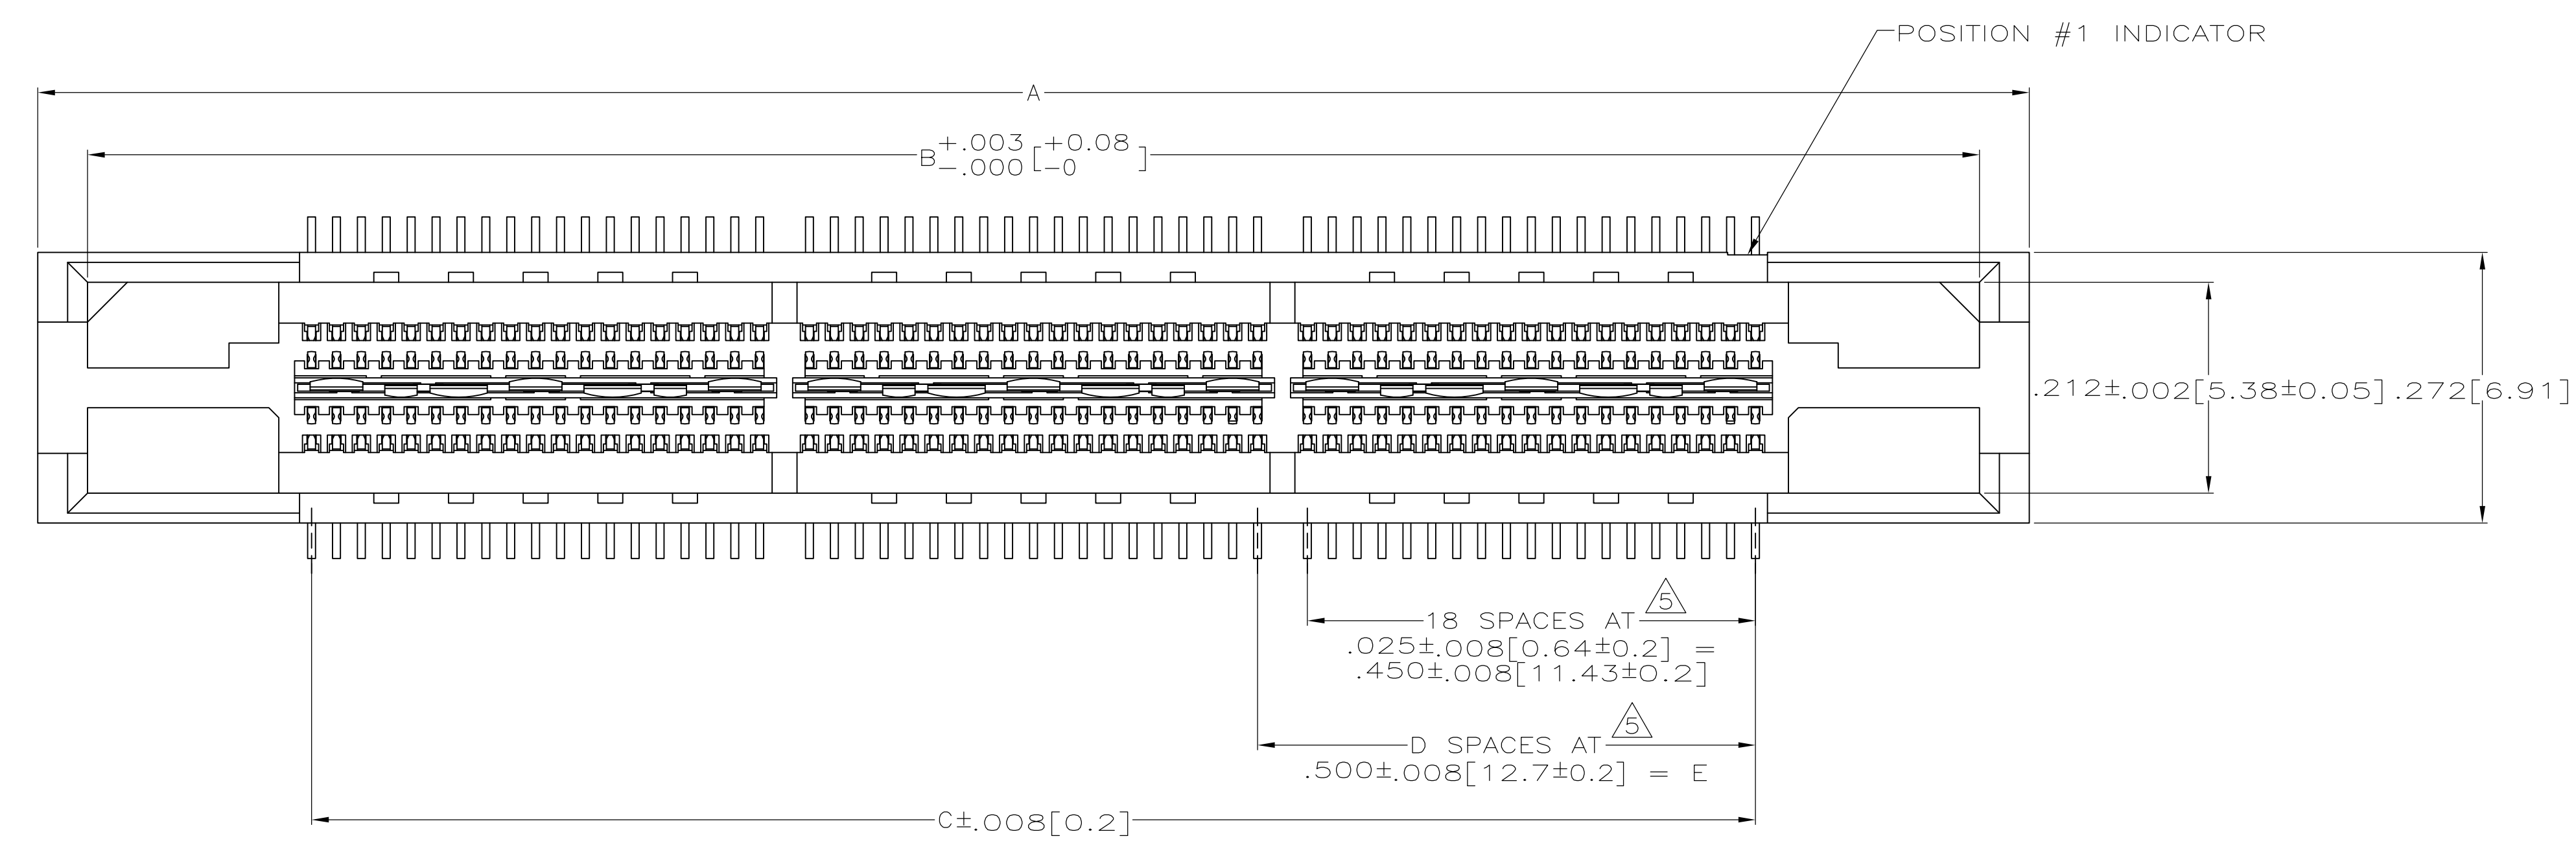 POSITION #1 INDICATOR
A
B +.003 [+0.08
-.000 [-0 ]
.212±.002[5.38±0.05]
.272[6.91]
5
18 SPACES AT
.025±.008[0.64±0.2] =
.450±.008[11.43±0.2]
5
D SPACES AT
.500±.008[12.7±0.2] = E
C±.008[0.2]